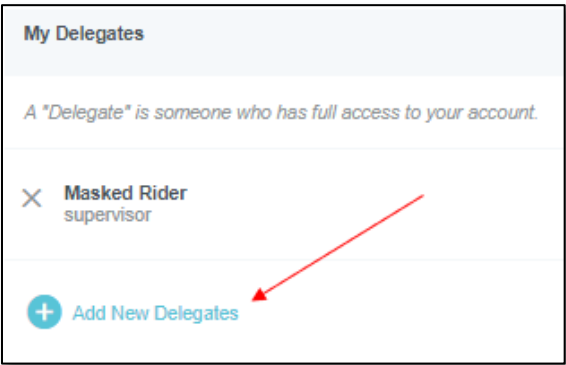 My Delegates
A "Delegate" is someone who has full access to your account.
Masked Rider
supervisor
Add New Delegates